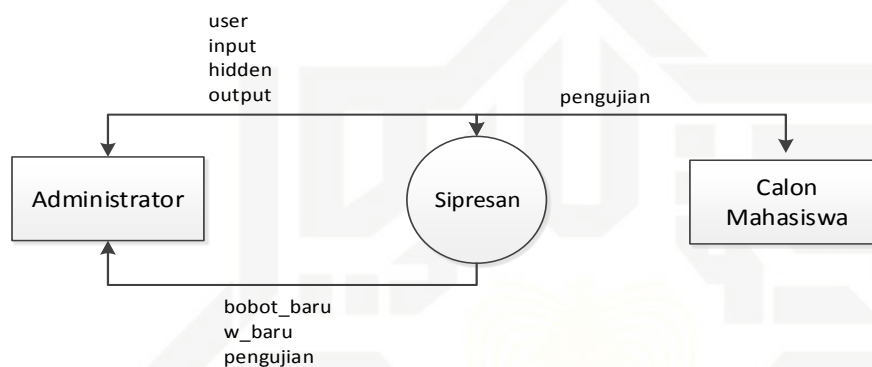 user
input
hidden
output
pengujian
Administrator
Sipresan
Calon
Mahasiswa
bobot_baru
w_baru
pengujian